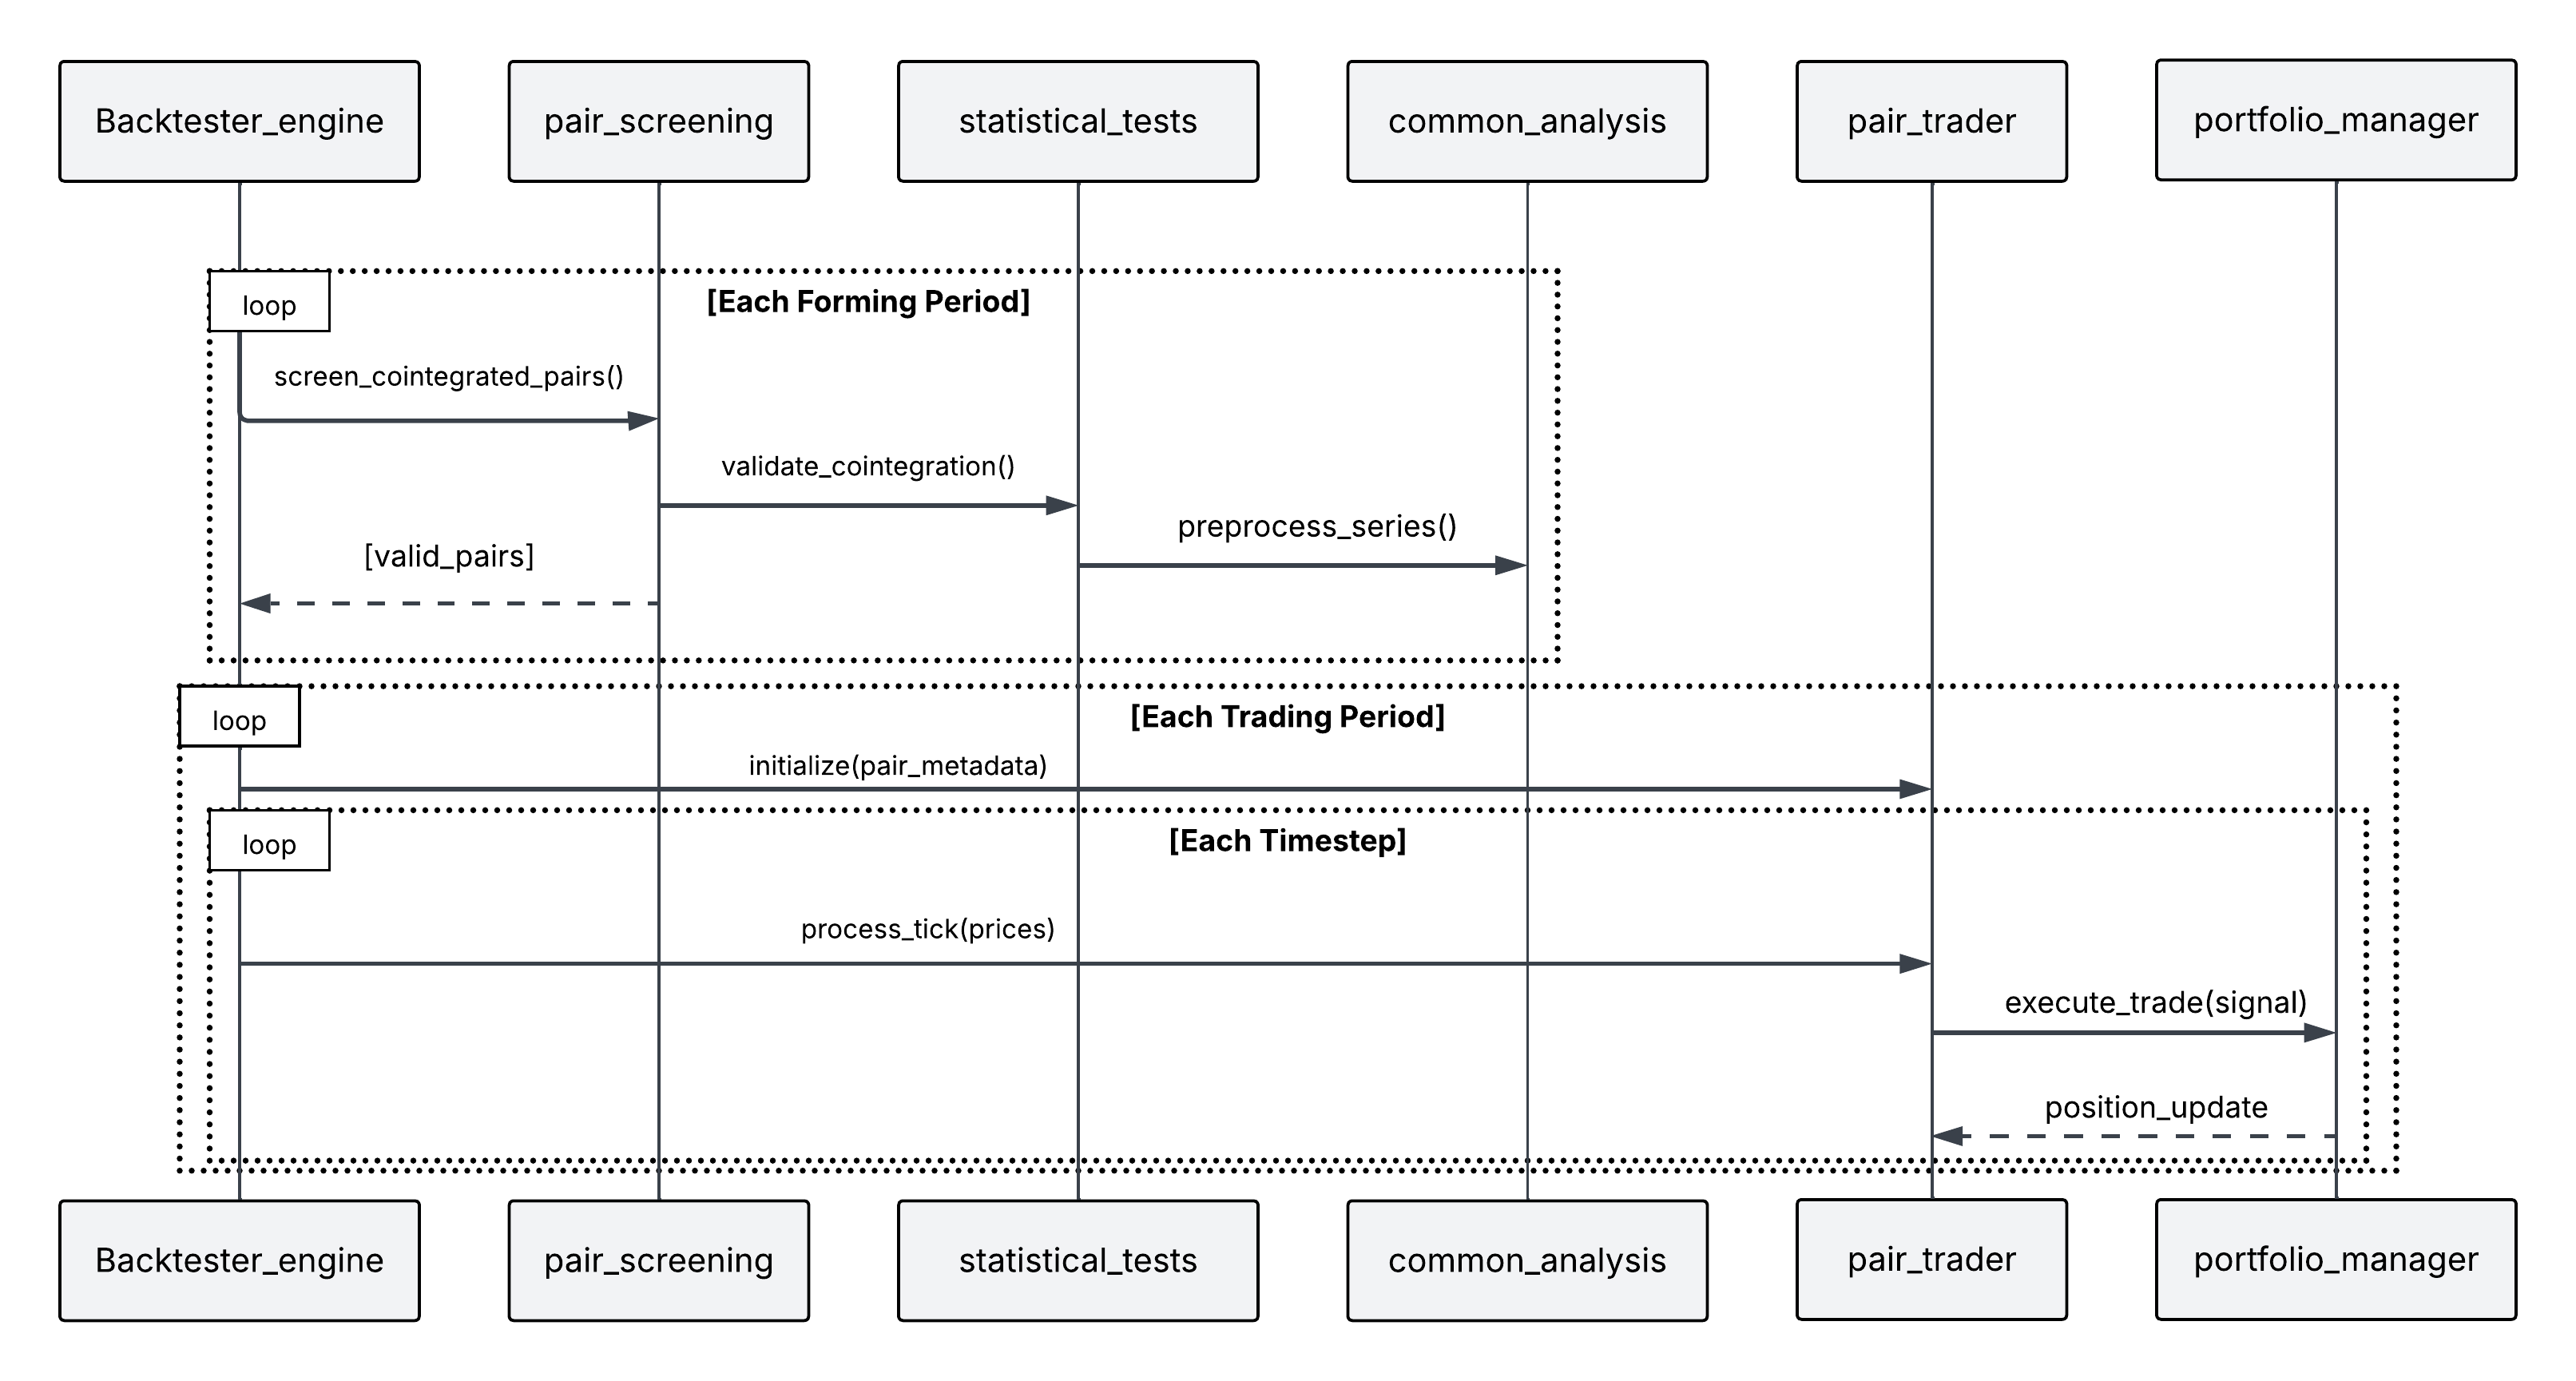 Backtester_engine
pair_screening
statistical_tests
common_analysis
pair_trader
portfolio_manager
loop
[Each Forming Period]
screen_cointegrated_pairs()
validate_cointegration()
preprocess_series()
[valid_pairs]
loop
[Each Trading Period]
initialize(pair_metadata)
loop
[Each Timestep]
process_tick(prices)
execute_trade(signal)
position_update
Backtester_engine
pair_screening
statistical_tests
common_analysis
pair_trader
portfolio_manager